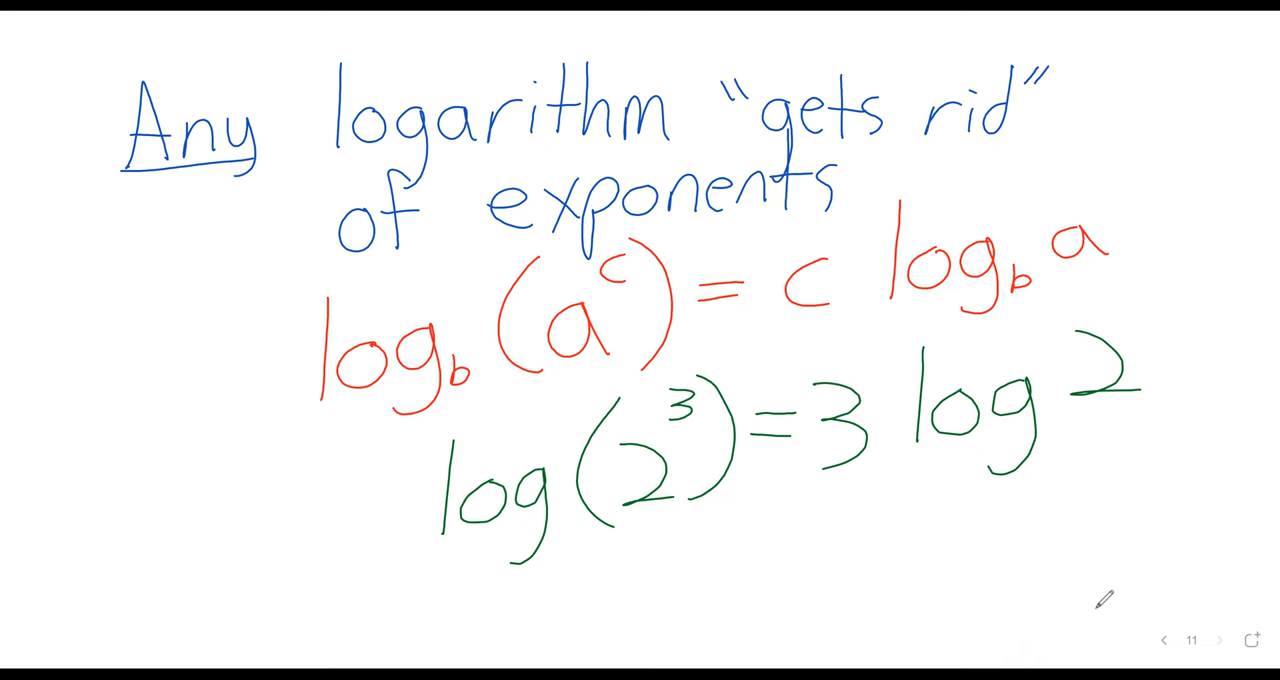 Any logarithm "gets rid"
of exponents
log_b (a^c) = c log_b a
log (2^3) = 3 log 2
11